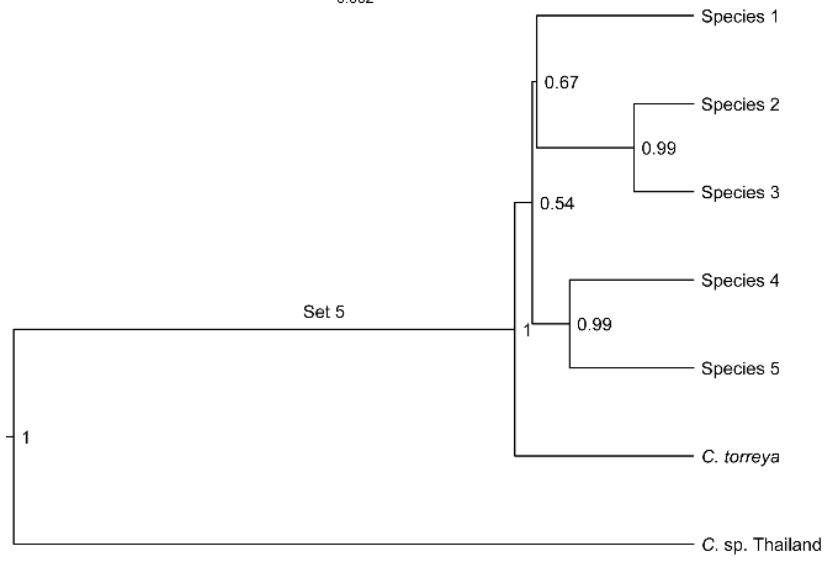 Species 1
0.67
Species 2
0.99
Species 3
0.54
Species 4
Set 5
1
0.99
Species 5
1
C. torreya
C. sp. Thailand